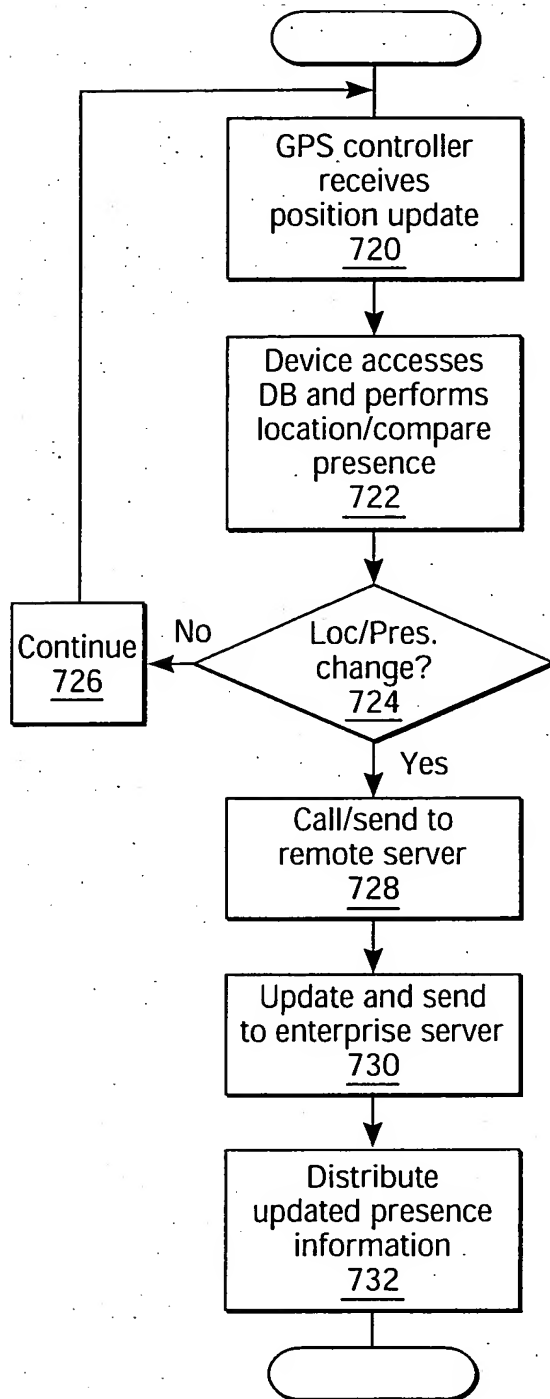 GPS controller
receives
position update
720
Device accesses
DB and performs
location/compare
presence
722
Loc/Pres.
change?
724
No
Continue
726
Yes
Call/send to
remote server
728
Update and send
to enterprise server
730
Distribute
updated presence
information
732